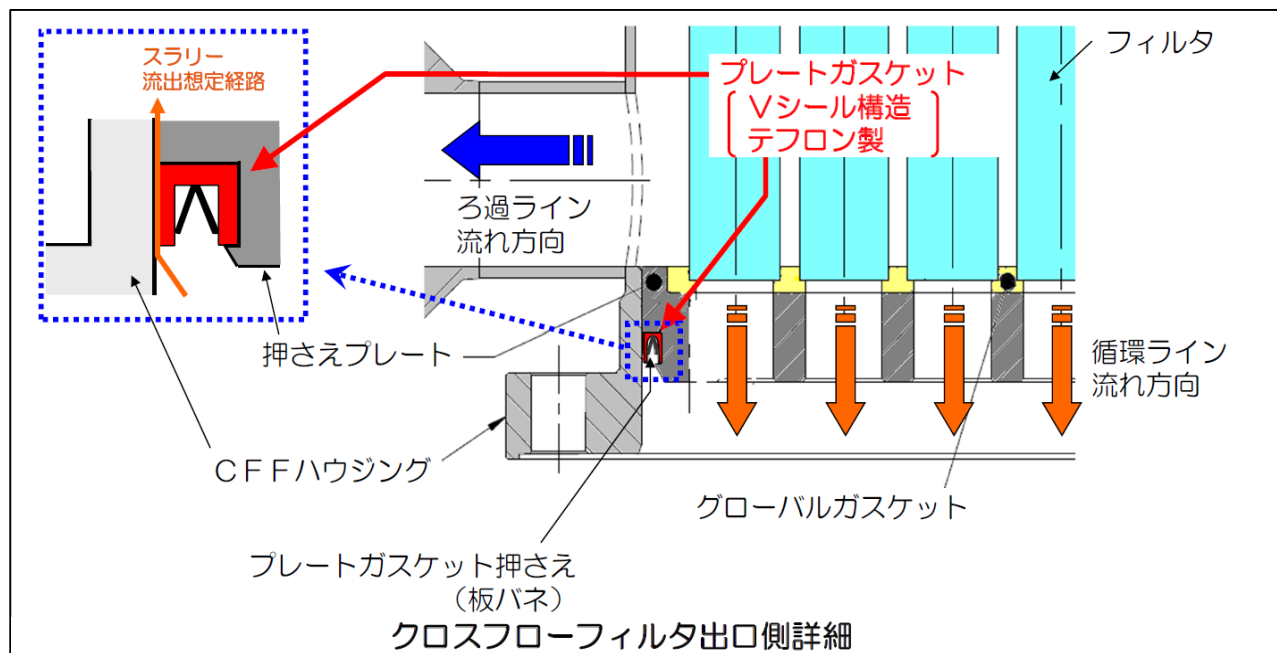 スラリー
流出想定経路
プレートガスケット
Vシール構造
テフロン製
フィルタ
ろ過ライン
流れ方向
押さえプレート
循環ライン
流れ方向
CFFハウジング
グローバルガスケット
プレートガスケット押さえ
(板バネ)
クロスフローフィルタ出口側詳細